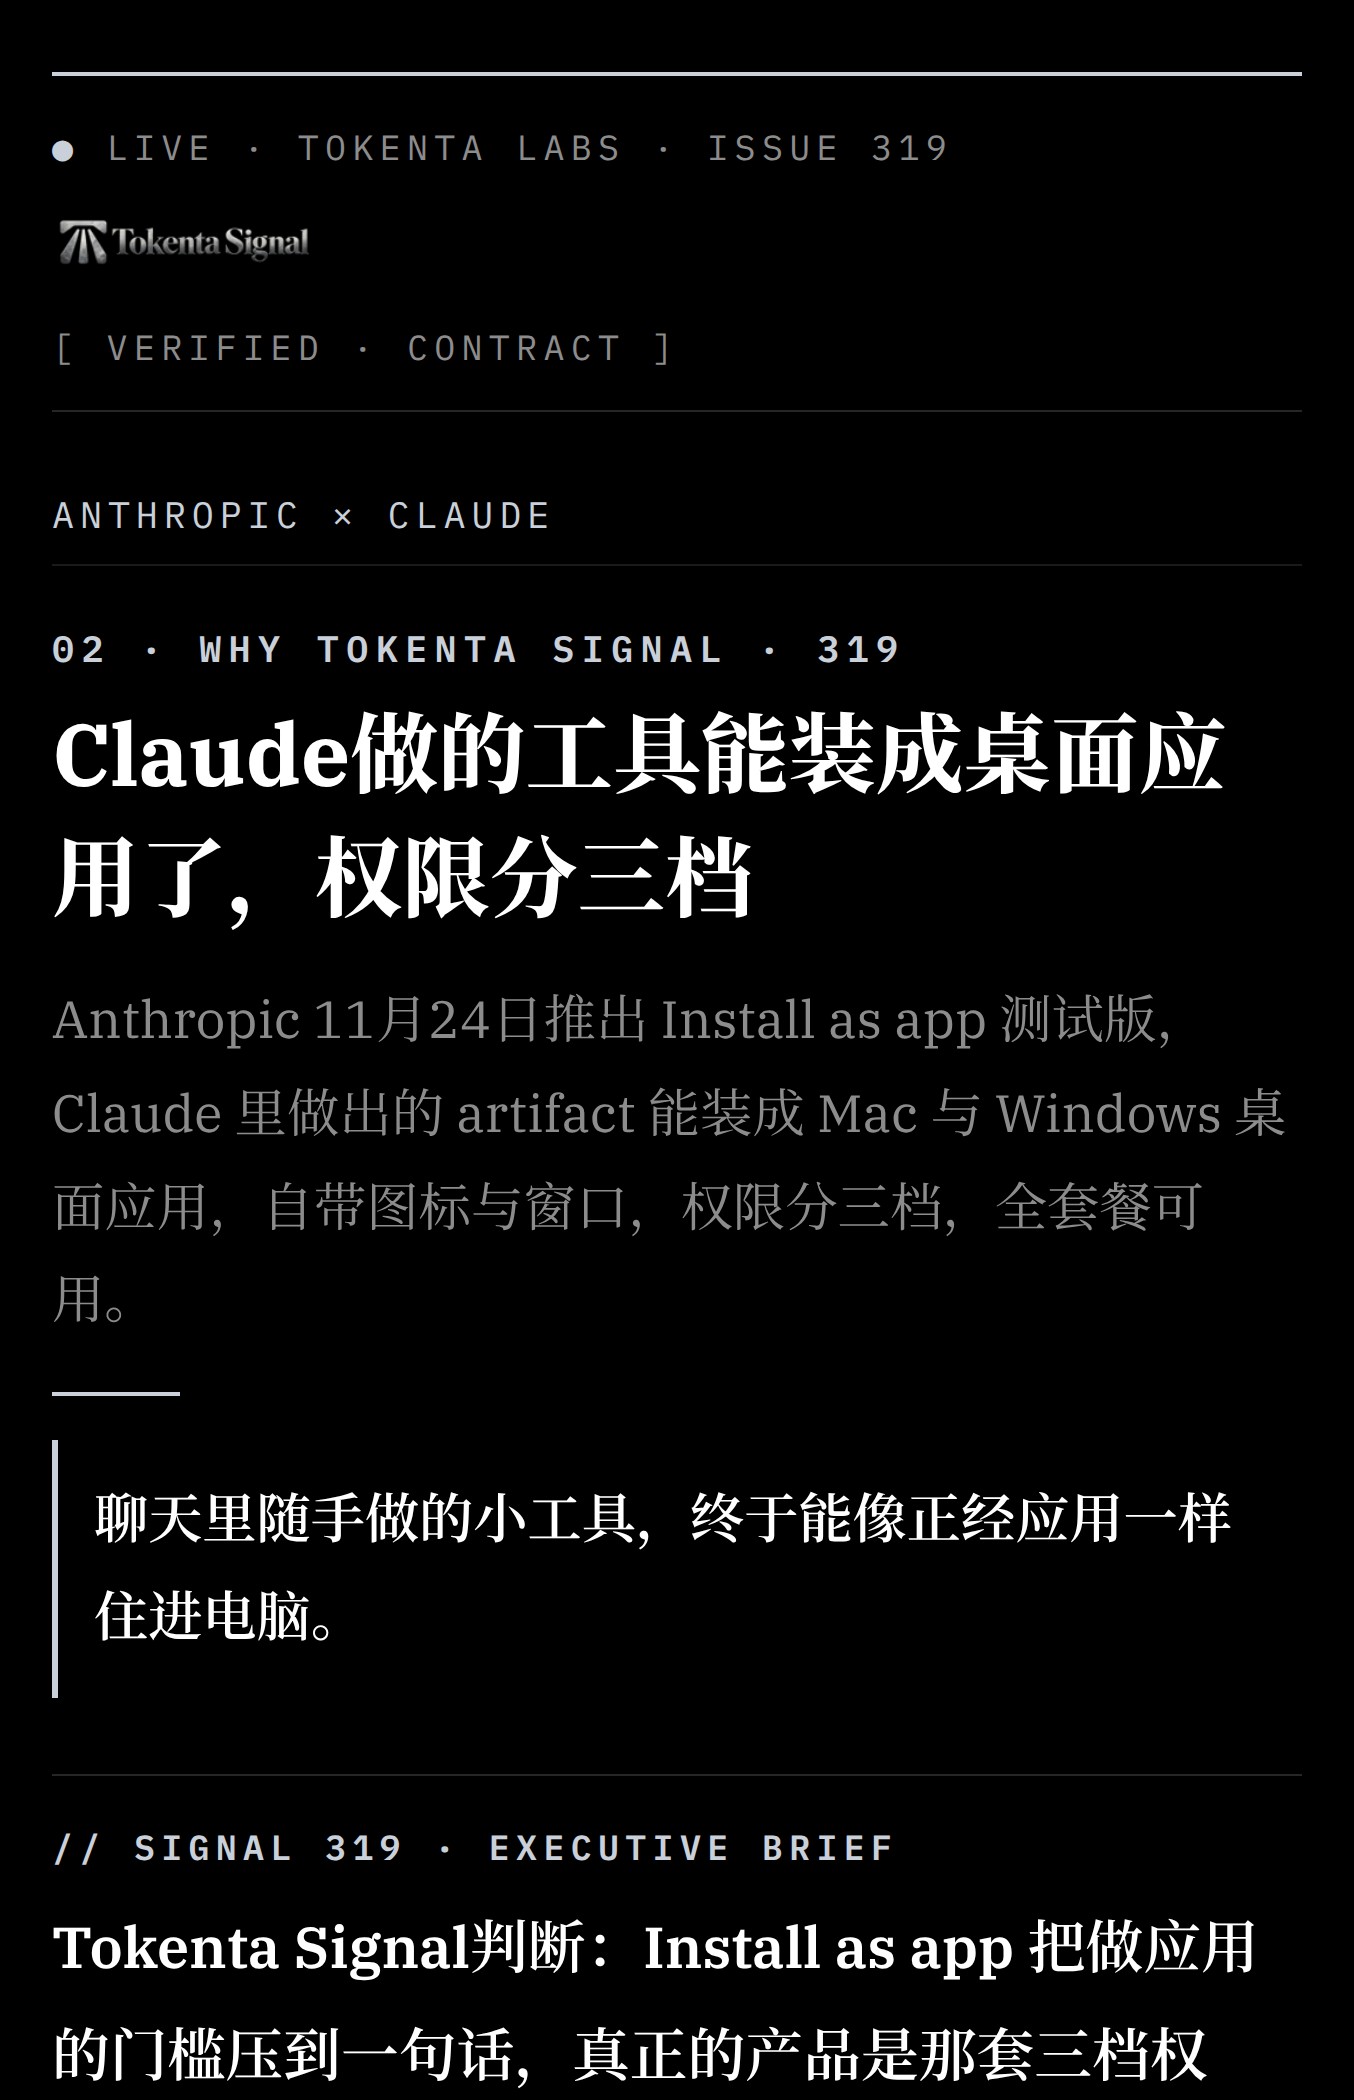 ● LIVE · TOKENTA LABS · ISSUE 319
Tokenta Signal
[ VERIFIED · CONTRACT ]
ANTHROPIC × CLAUDE
02 · WHY TOKENTA SIGNAL · 319
Claude做的工具能装成桌面应
用了，权限分三档
Anthropic 11月24日推出 Install as app 测试版，
Claude 里做出的 artifact 能装成 Mac 与 Windows 桌
面应用，自带图标与窗口，权限分三档，全套餐可
用。
聊天里随手做的小工具，终于能像正经应用一样
住进电脑。
// SIGNAL 319 · EXECUTIVE BRIEF
Tokenta Signal判断：Install as app 把做应用
的门槛压到一句话，真正的产品是那套三档权